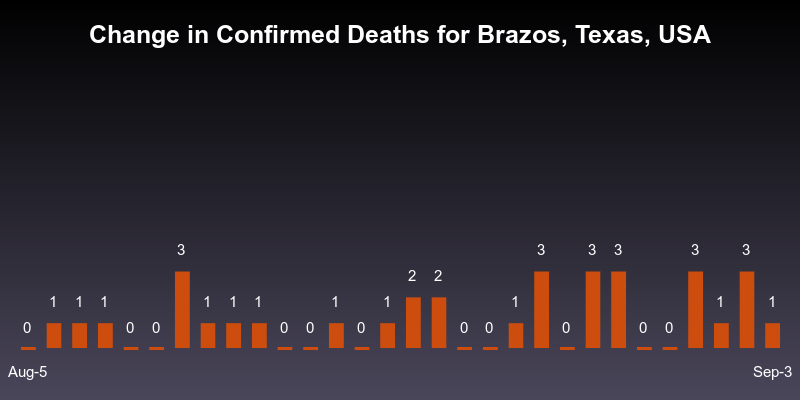 Change in Confirmed Deaths for Brazos, Texas, USA
0 1 1 1 0 0 3 1 1 1 0 0 1 0 1 2 2 0 0 1 3 0 3 3 0 0 3 1 3 1
Aug-5 Sep-3